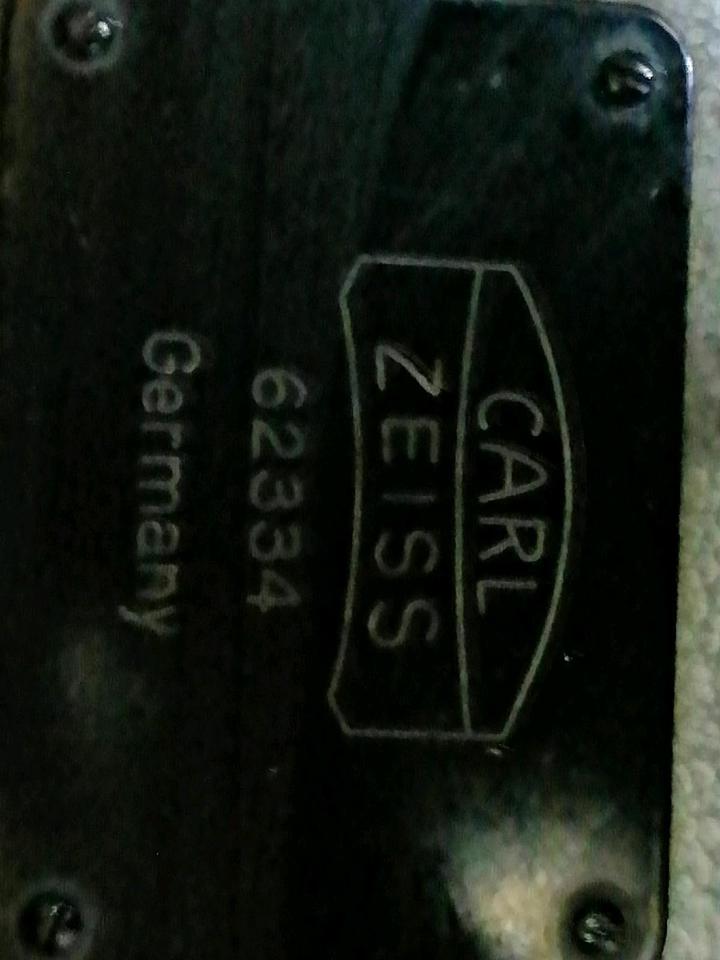 CARL
ZEISS
62334
Germany